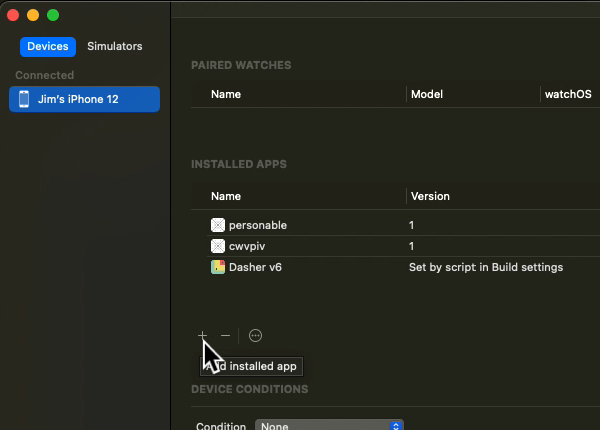 Devices Simulators
Connected
Jim's iPhone 12
PAIRED WATCHES
Name Model watchOS
INSTALLED APPS
Name Version
personable 1
cwvpiv 1
Dasher v6 Set by script in Build settings
installed app
DEVICE CONDITIONS
Condition None